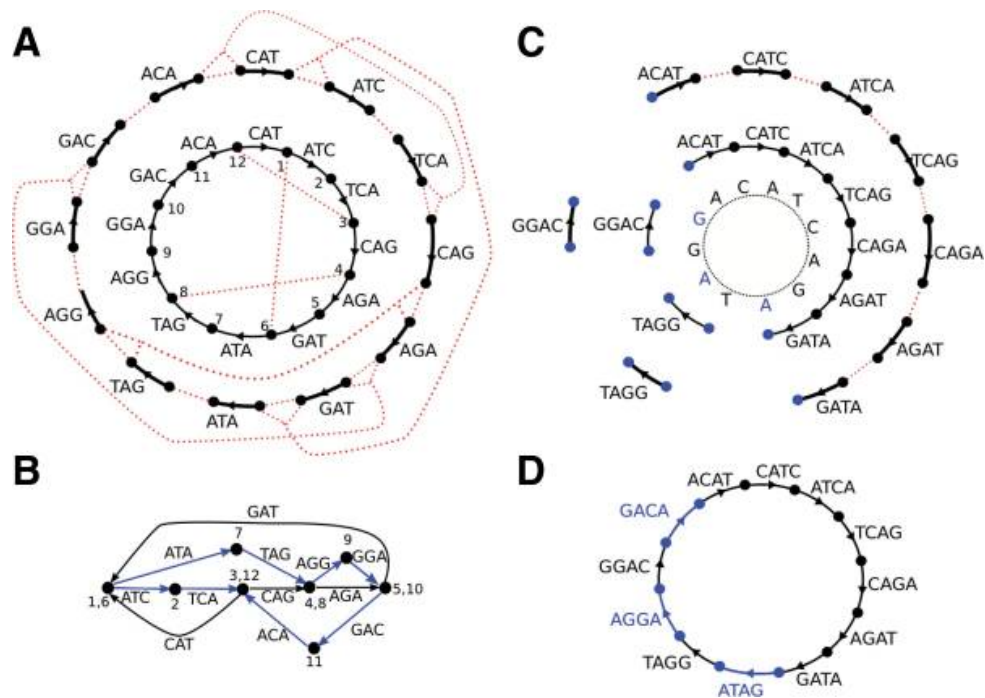 A
CAT
ATC
TCA
CAG
AGA
GAT
ATA
TAG
AGG
GGA
GAC
ACA
CAT
ATC
TCA
CAG
AGA
GAT
ATA
TAG
AGG
GGA
GAC
ACA
1
2
3
4
5
6
7
8
9
10
11
12
B
GAT
7
9
ATA
TAG
AGG
GGA
3,12
1,6
ATC
2
TCA
CAG
4,8
AGA
5,10
CAT
ACA
GAC
11
C
ACAT
CATC
ATCA
TCAG
CAGA
AGAT
GATA
TAGG
GGAC
GGAC
ACAT
CATC
ATCA
TCAG
CAGA
AGAT
GATA
TAGG
A
C
A
T
C
A
G
A
T
A
G
G
D
ACAT
CATC
ATCA
TCAG
CAGA
AGAT
GATA
ATAG
TAGG
AGGA
GGAC
GACA